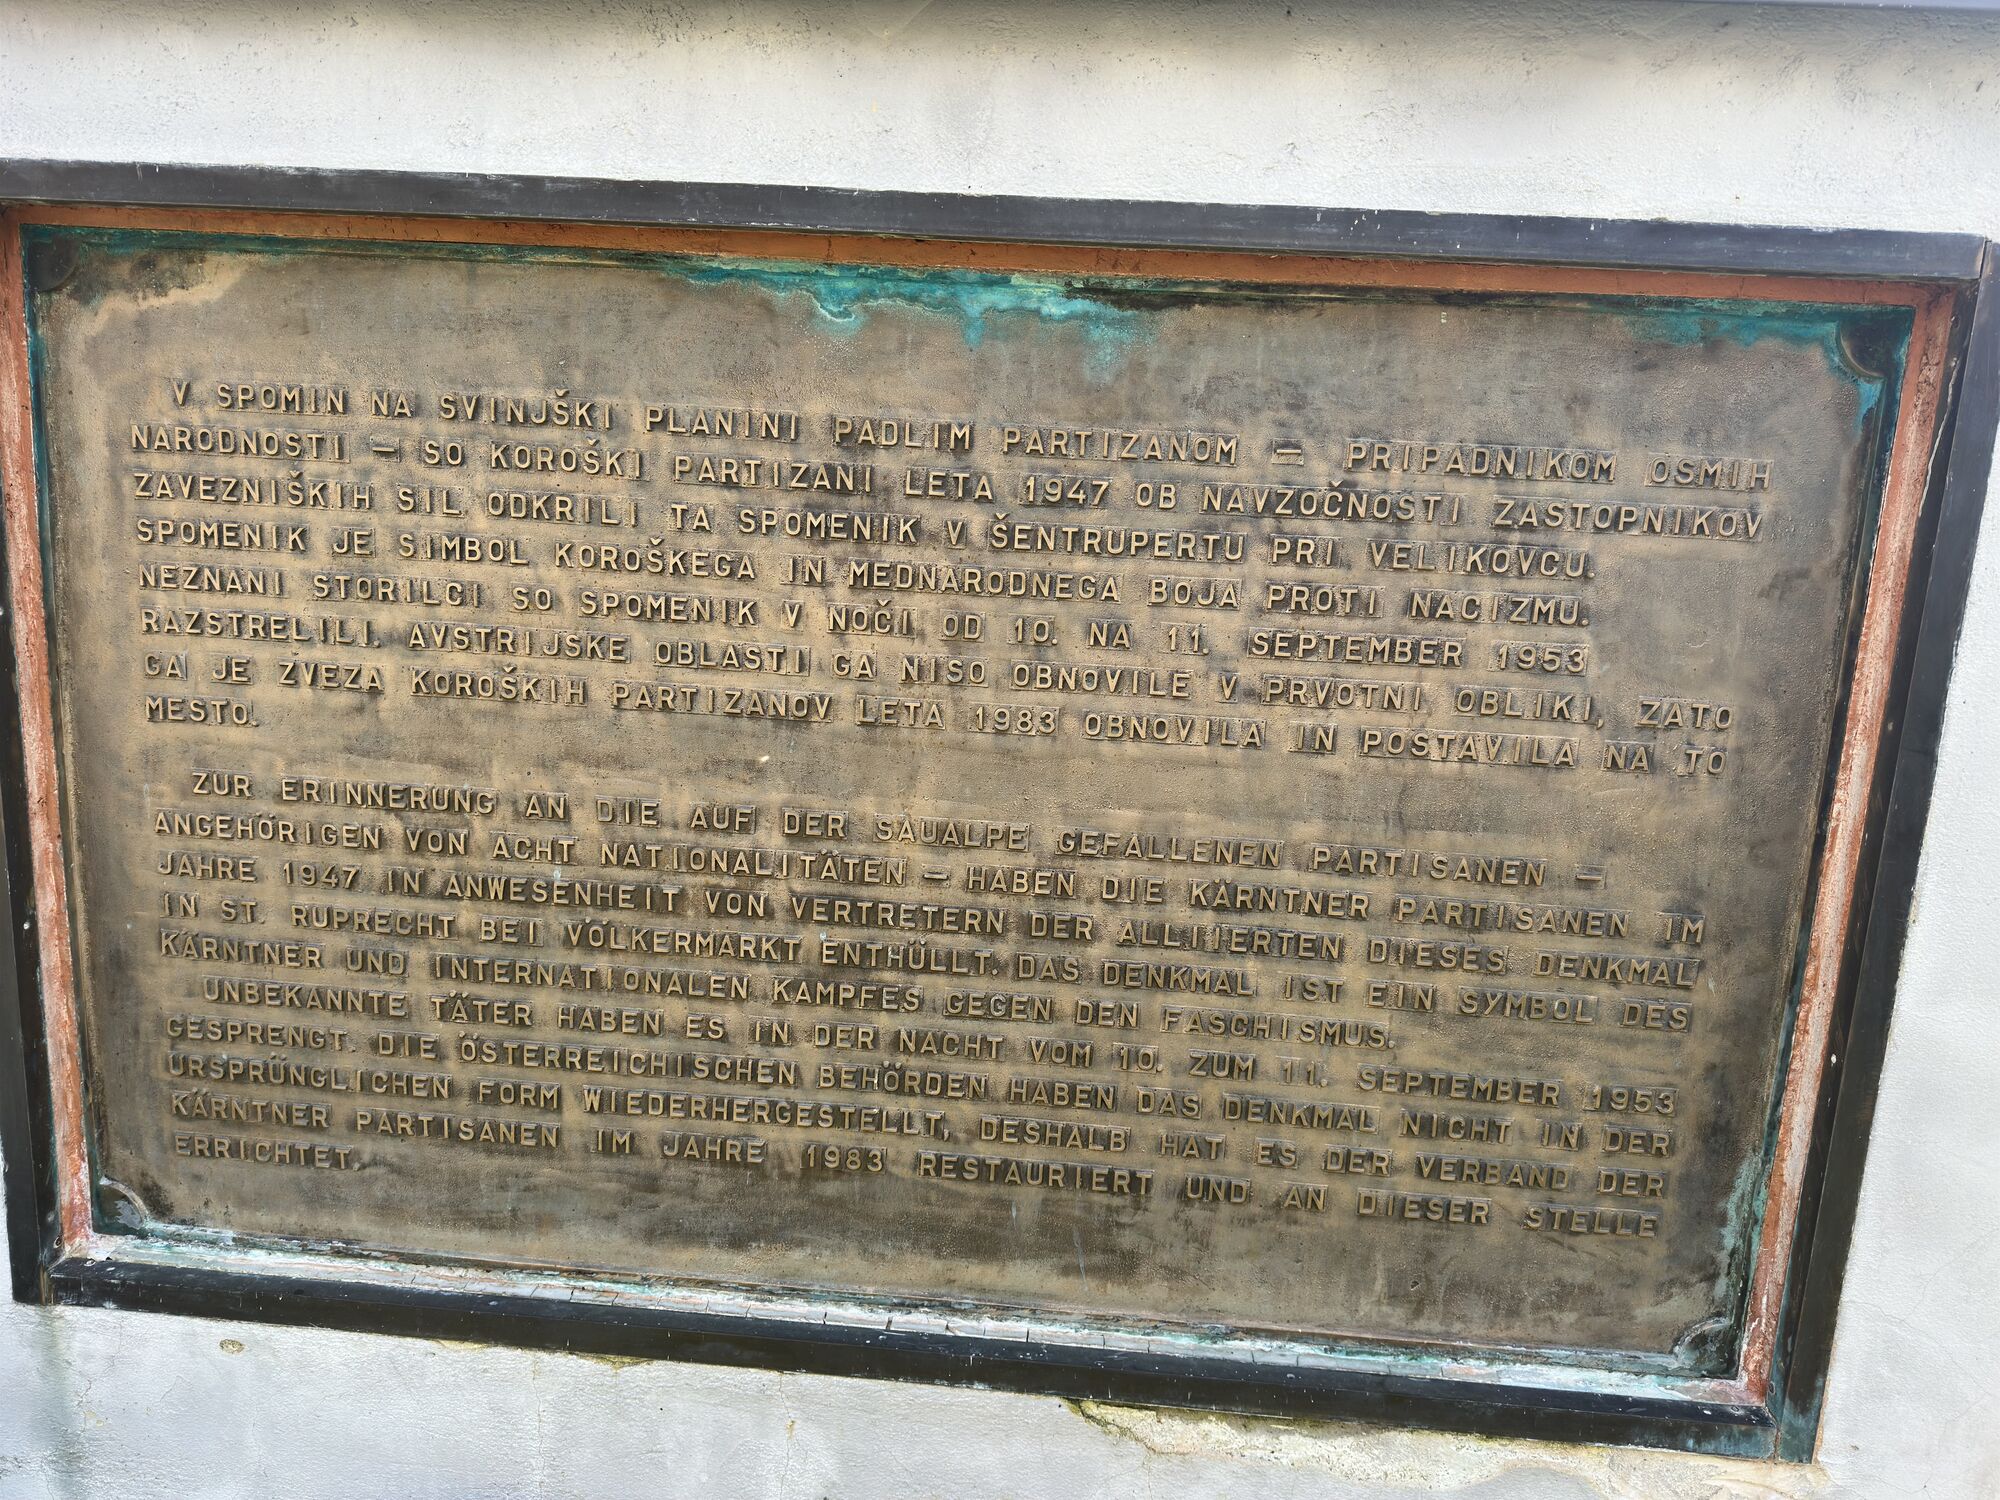 V SPOMIN NA SVINJŠKI PLANINI PADLIM PARTIZANOM – PRIPADNIKOM OSMIH
NARODNOSTI – SO KOROŠKI PARTIZANI LETA 1947 OB NAVZOČNOSTI ZASTOPNIKOV
ZAVEZNIŠKIH SIL ODKRILI TA SPOMENIK V ŠENTRUPERTU PRI VELIKOVCU.
SPOMENIK JE SIMBOL KOROŠKEGA IN MEDNARODNEGA BOJA PROTI NACIZMU.
NEZNANI STORILCI SO SPOMENIK V NOČI OD 10. NA 11. SEPTEMBER 1953
RAZSTRELILI. AVSTRIJSKE OBLASTI GA NISO OBNOVILE V PRVOTNI OBLIKI, ZATO
GA JE ZVEZA KOROŠKIH PARTIZANOV LETA 1983 OBNOVILA IN POSTAVILA NA TO
MESTO.
ZUR ERINNERUNG AN DIE AUF DER SAUALPE GEFALLENEN PARTISANEN –
ANGEHÖRIGEN VON ACHT NATIONALITÄTEN – HABEN DIE KÄRNTNER PARTISANEN IM
JAHRE 1947 IN ANWESENHEIT VON VERTRETERN DER ALLIIERTEN DIESES DENKMAL
IN ST. RUPRECHT BEI VÖLKERMARKT ENTHÜLLT. DAS DENKMAL IST EIN SYMBOL DES
KÄRNTNER UND INTERNATIONALEN KAMPFES GEGEN DEN FASCHISMUS.
UNBEKANNTE TÄTER HABEN ES IN DER NACHT VOM 10. ZUM 11. SEPTEMBER 1953
GESPRENGT. DIE ÖSTERREICHISCHEN BEHÖRDEN HABEN DAS DENKMAL NICHT IN DER
URSPRÜNGLICHEN FORM WIEDERHERGESTELLT, DESHALB HAT ES DER VERBAND DER
KÄRNTNER PARTISANEN IM JAHRE 1983 RESTAURIERT UND AN DIESER STELLE
ERRICHTET.